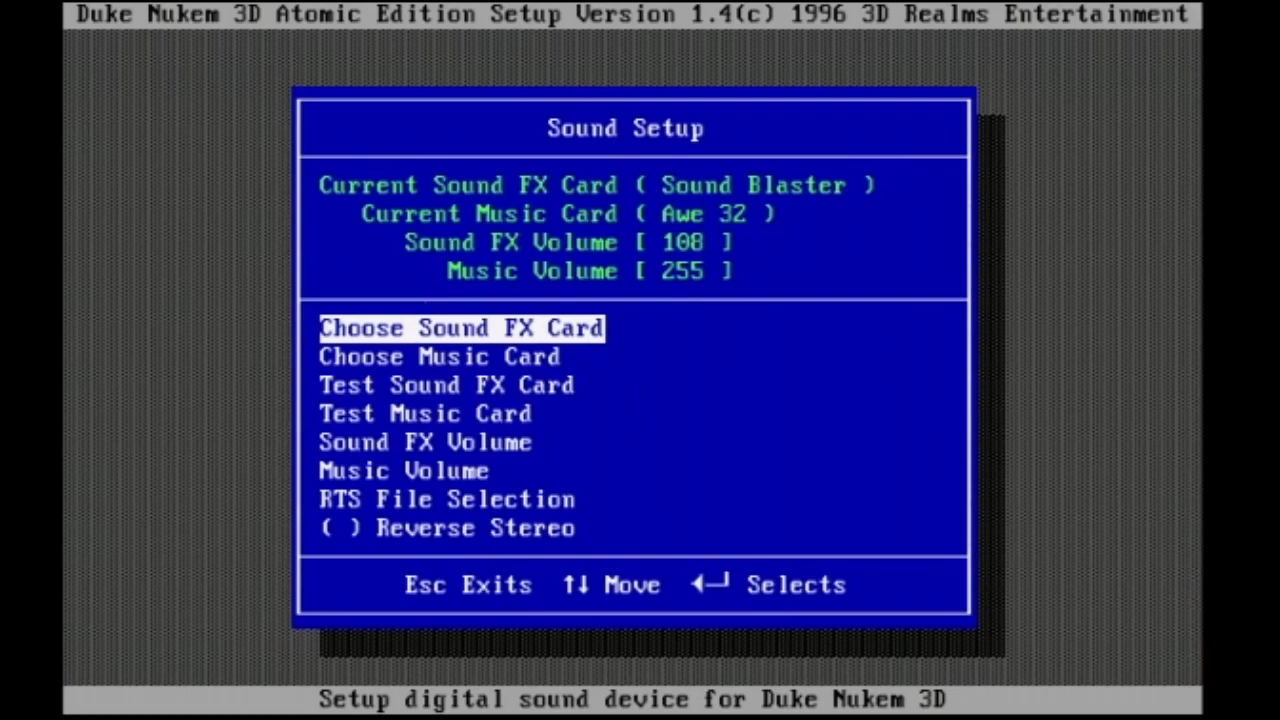 Duke Nukem 3D Atomic Edition Setup Version 1.4(c) 1996 3D Realms Entertainment
Sound Setup
Current Sound FX Card ( Sound Blaster )
Current Music Card ( Awe 32 )
Sound FX Volume [ 108 ]
Music Volume [ 255 ]
Choose Sound FX Card
Choose Music Card
Test Sound FX Card
Test Music Card
Sound FX Volume
Music Volume
RTS File Selection
( ) Reverse Stereo
Esc Exits ↑↓ Move ◄─┘ Selects
Setup digital sound device for Duke Nukem 3D